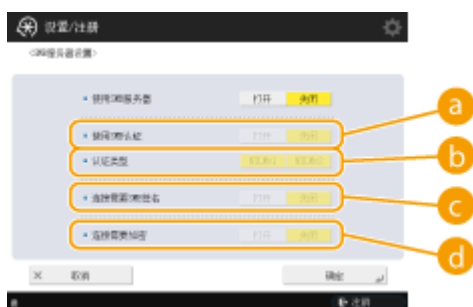 设置/注册
<SMB服务器设置>
使用SMB服务器 打开 关闭
使用SMB认证 打开 关闭 a
认证类型 b
连接需要SMB签名 打开 关闭 c
连接需要加密 打开 关闭 d
取消 确定
注销